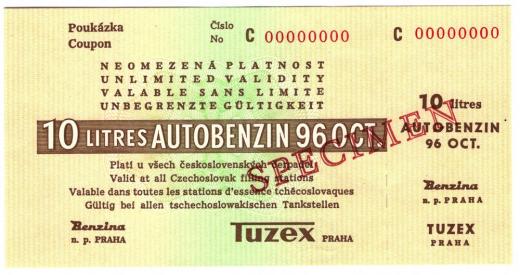 Poukázka
Coupon
Číslo
No
C 00000000
C 00000000
NEOMEZENÁ PLATNOST
UNLIMITED VALIDITY
VALABLE SANS LIMITE
UNBEGRENZTE GÜLTIGKEIT
10 LITRES AUTOBENZIN 96 OCT.
Platí u všech československých čerpadel
Valid at all Czechoslovak filling stations
Valable dans toutes les stations d'essence tchécoslovaques
Gültig bei allen tschechoslowakischen Tankstellen
Benzina
n. p. PRAHA
Tuzex PRAHA
SPECIMEN
10 litres
AUTOBENZIN
96 OCT.
Benzina
n. p. PRAHA
TUZEX
PRAHA